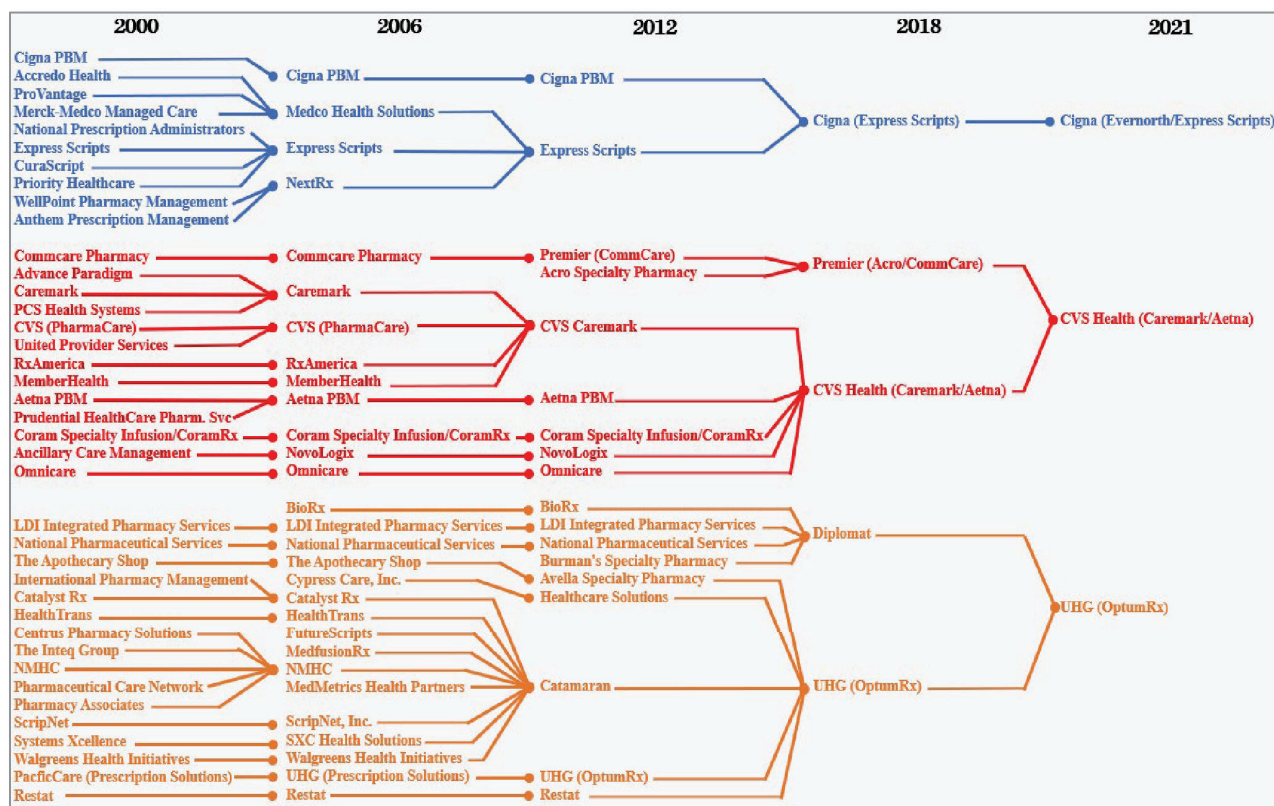 2000 2006 2012 2018 2021
Cigna PBM
Accredo Health
ProVantage
Merck-Medco Managed Care
National Prescription Administrators
Express Scripts
CuraScript
Priority Healthcare
WellPoint Pharmacy Management
Anthem Prescription Management
Cigna PBM
Medco Health Solutions
Express Scripts
NextRx
Cigna PBM
Express Scripts
Cigna (Express Scripts)
Cigna (Evernorth/Express Scripts)
Commcare Pharmacy
Advance Paradigm
Caremark
PCS Health Systems
CVS (PharmaCare)
United Provider Services
RxAmerica
MemberHealth
Aetna PBM
Prudential HealthCare Pharm. Svc
Coram Specialty Infusion/CoramRx
Ancillary Care Management
Omnicare
Commcare Pharmacy
Caremark
CVS (PharmaCare)
RxAmerica
MemberHealth
Aetna PBM
Coram Specialty Infusion/CoramRx
NovoLogix
Omnicare
Premier (CommCare)
Acro Specialty Pharmacy
CVS Caremark
Aetna PBM
Coram Specialty Infusion/CoramRx
NovoLogix
Omnicare
Premier (Acro/CommCare)
CVS Health (Caremark/Aetna)
CVS Health (Caremark/Aetna)
LDI Integrated Pharmacy Services
National Pharmaceutical Services
The Apothecary Shop
International Pharmacy Management
Catalyst Rx
HealthTrans
Centrus Pharmacy Solutions
The Inteq Group
NMHC
Pharmaceutical Care Network
Pharmacy Associates
ScripNet
Systems Xcellence
Walgreens Health Initiatives
PacficCare (Prescription Solutions)
Restat
BioRx
LDI Integrated Pharmacy Services
National Pharmaceutical Services
The Apothecary Shop
Cypress Care, Inc.
Catalyst Rx
HealthTrans
FutureScripts
MedfusionRx
NMHC
MedMetrics Health Partners
ScripNet, Inc.
SXC Health Solutions
Walgreens Health Initiatives
UHG (Prescription Solutions)
Restat
BioRx
LDI Integrated Pharmacy Services
National Pharmaceutical Services
Burman's Specialty Pharmacy
Avella Specialty Pharmacy
Healthcare Solutions
Catamaran
UHG (OptumRx)
Restat
Diplomat
UHG (OptumRx)
UHG (OptumRx)